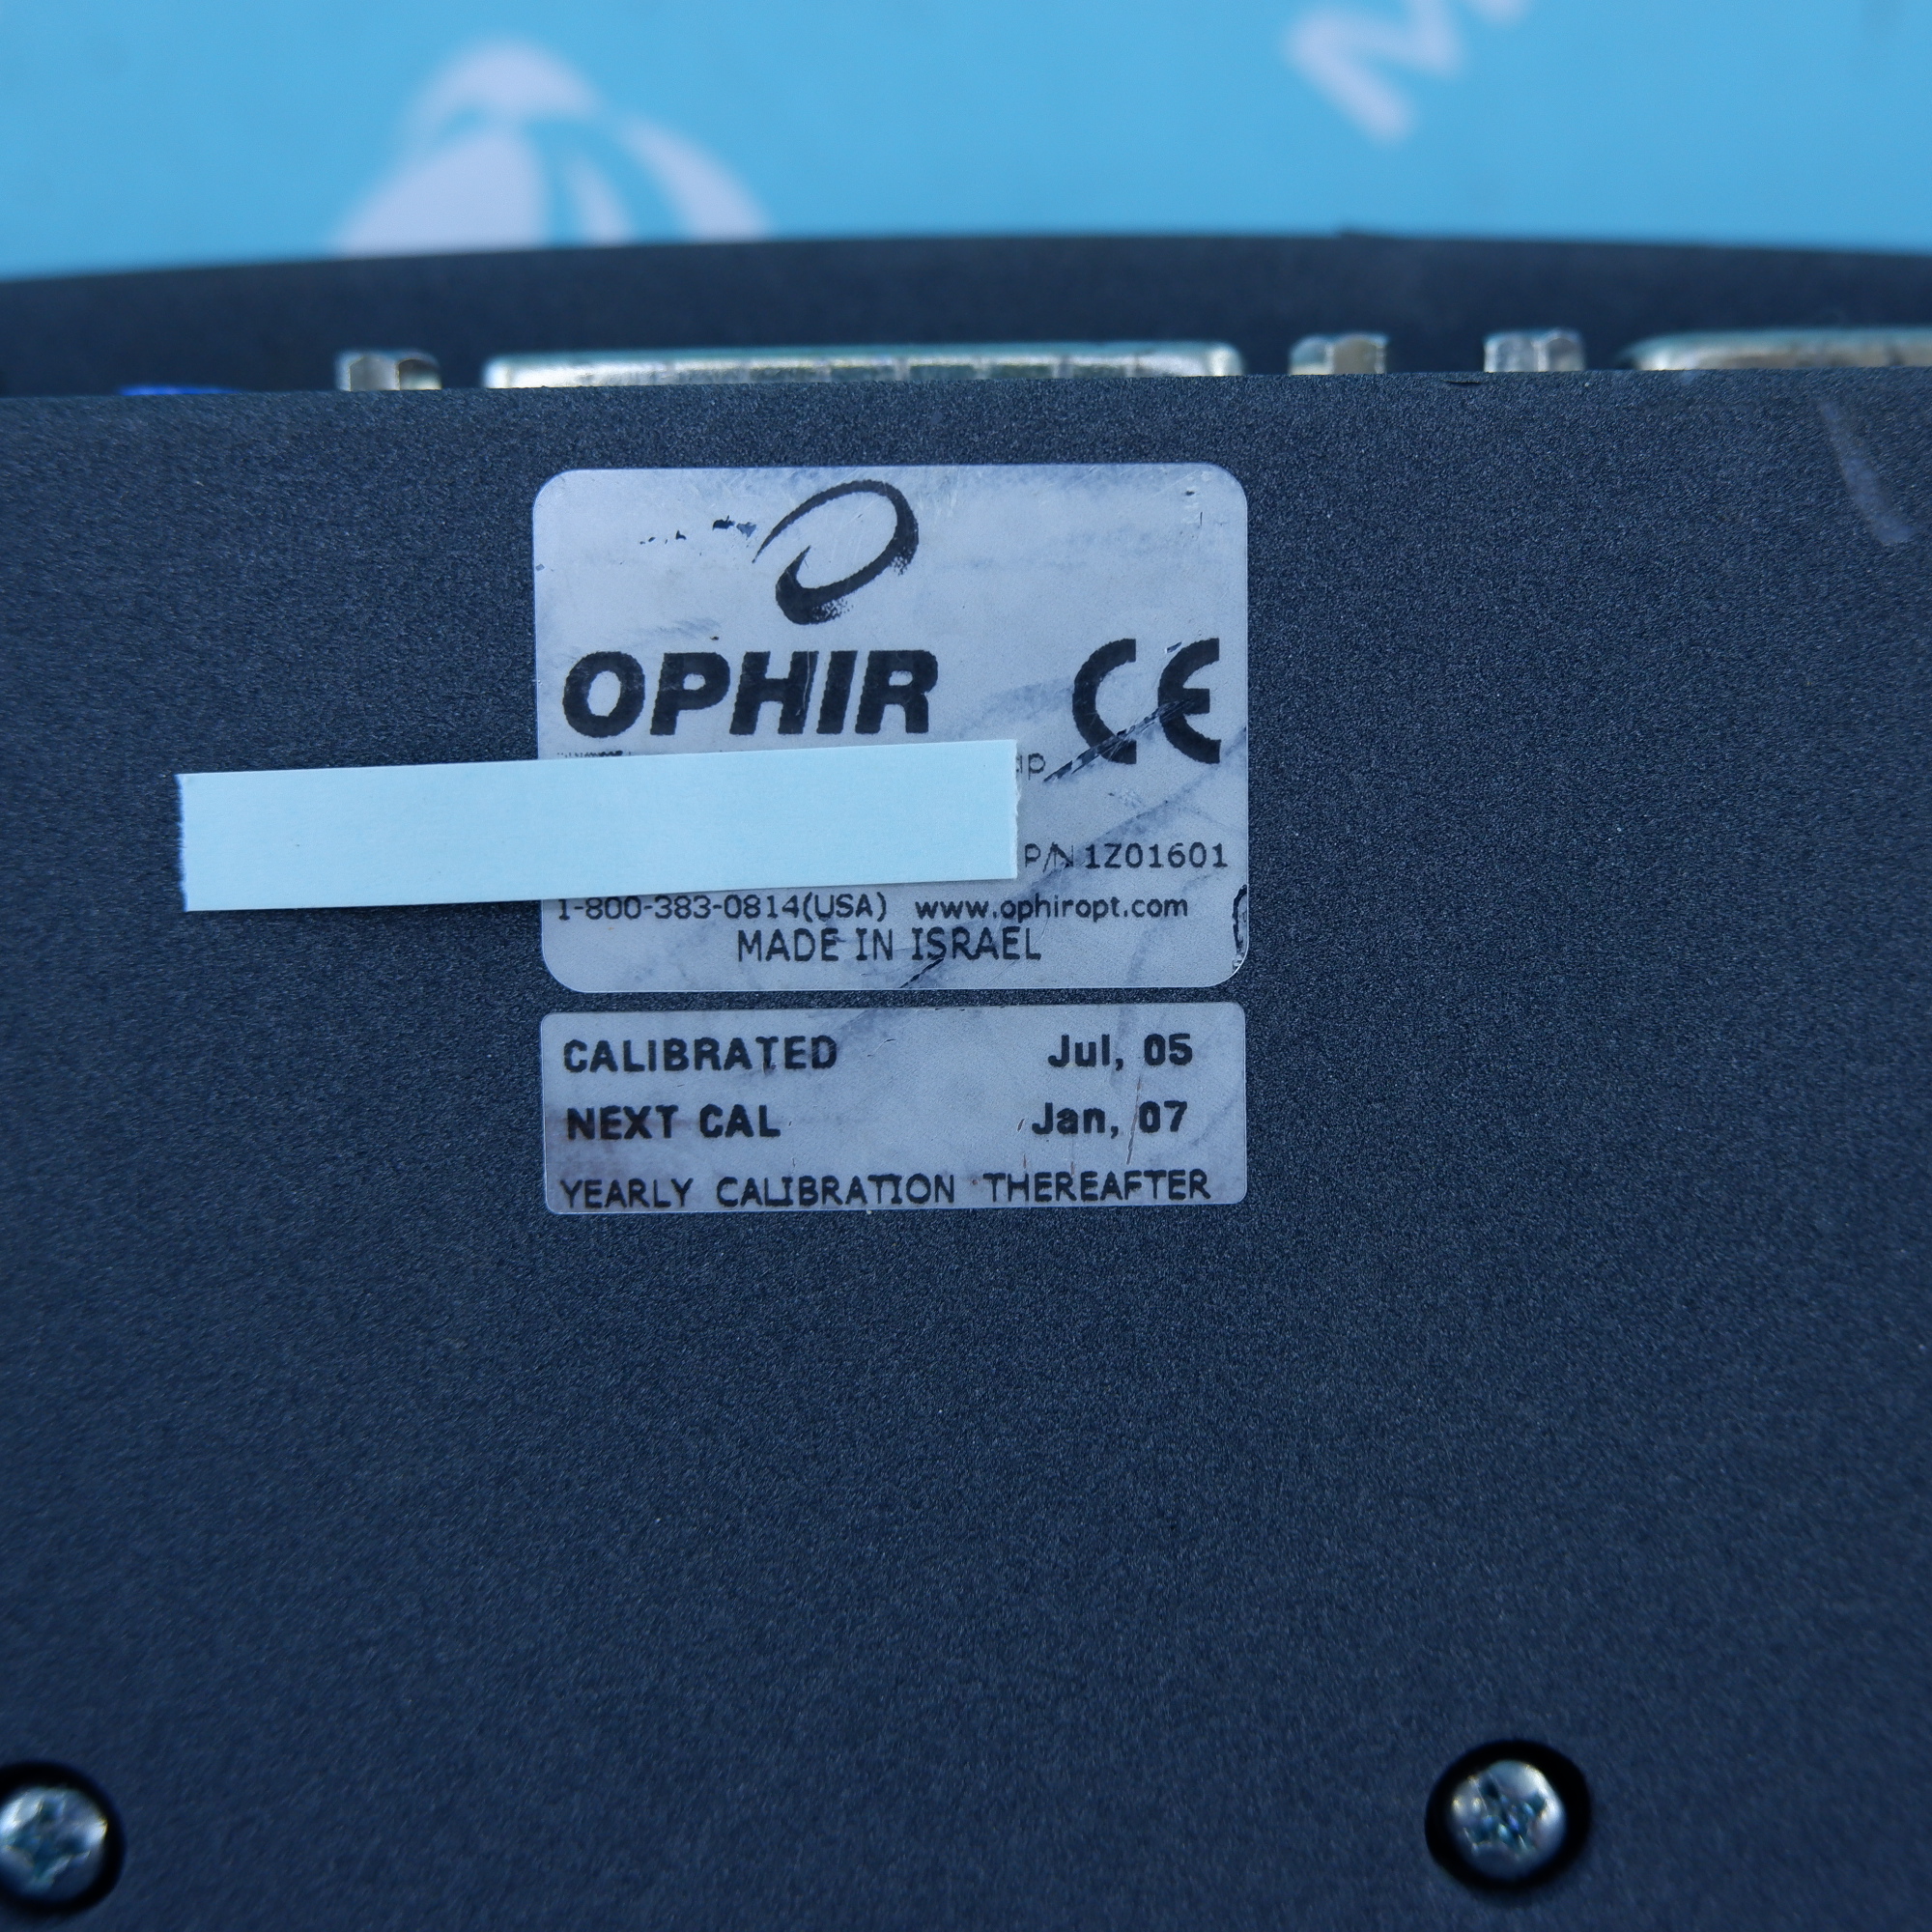 OPHIR CE
P/N 1Z01601
1-800-383-0814(USA) www.ophiropt.com
MADE IN ISRAEL
CALIBRATED Jul, 05
NEXT CAL Jan, 07
YEARLY CALIBRATION THEREAFTER